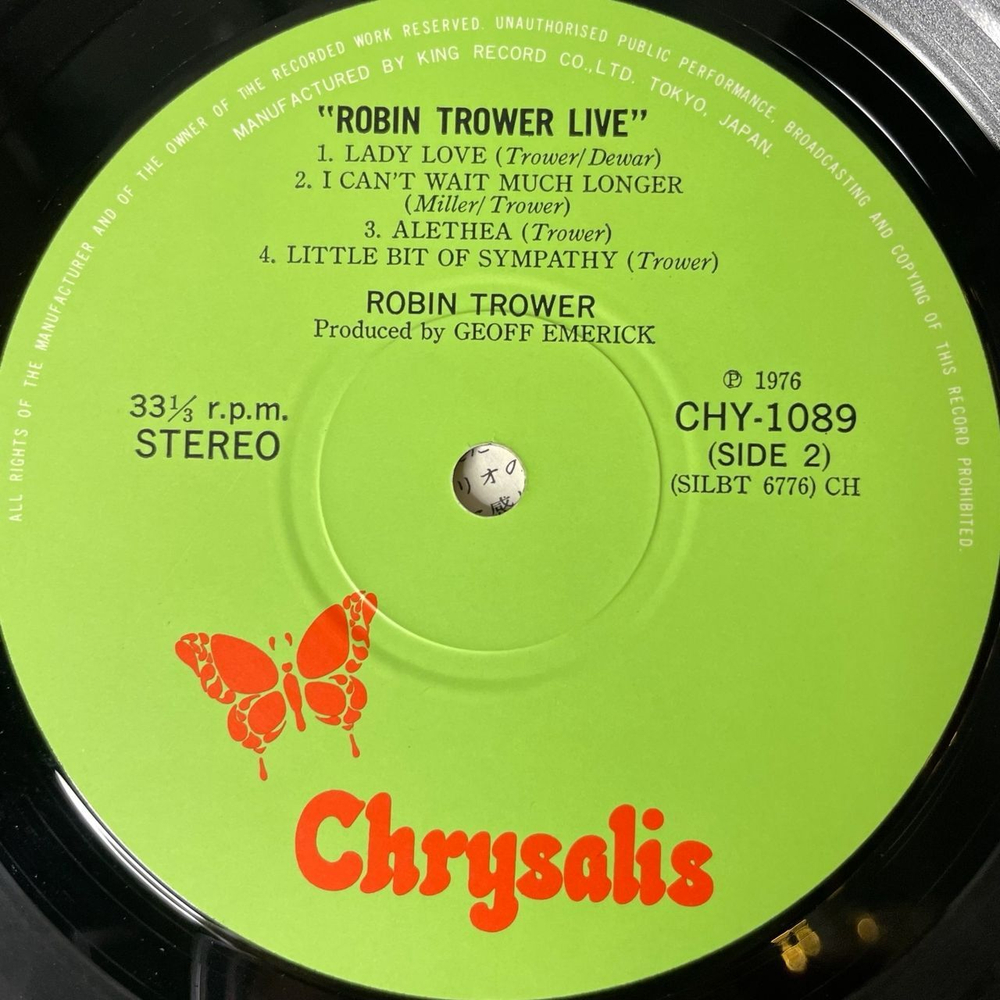 ALL RIGHTS OF THE MANUFACTURER AND OF THE OWNER OF THE RECORDED WORK RESERVED. UNAUTHORISED PUBLIC PERFORMANCE, BROADCASTING AND COPYING OF THIS RECORD PROHIBITED.
MANUFACTURED BY KING RECORD CO.,LTD. TOKYO, JAPAN.
"ROBIN TROWER LIVE"
1. LADY LOVE (Trower/Dewar)
2. I CAN'T WAIT MUCH LONGER
(Miller/Trower)
3. ALETHEA (Trower)
4. LITTLE BIT OF SYMPATHY (Trower)
ROBIN TROWER
Produced by GEOFF EMERICK
33⅓ r.p.m.
STEREO
Ⓟ 1976
CHY-1089
(SIDE 2)
(SILBT 6776) CH
Chrysalis